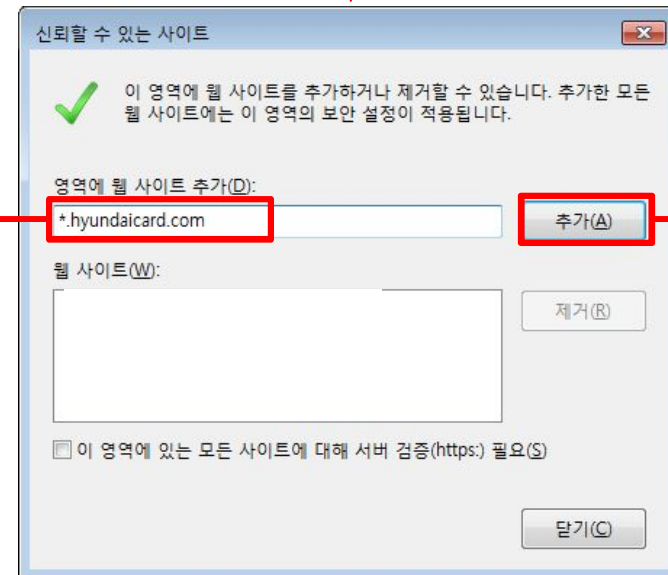 신뢰할 수 있는 사이트
이 영역에 웹 사이트를 추가하거나 제거할 수 있습니다. 추가한 모든
웹 사이트에는 이 영역의 보안 설정이 적용됩니다.
영역에 웹 사이트 추가(D):
*.hyundaicard.com
추가(A)
웹 사이트(W):
제거(R)
이 영역에 있는 모든 사이트에 대해 서버 검증(https:) 필요(S)
닫기(C)